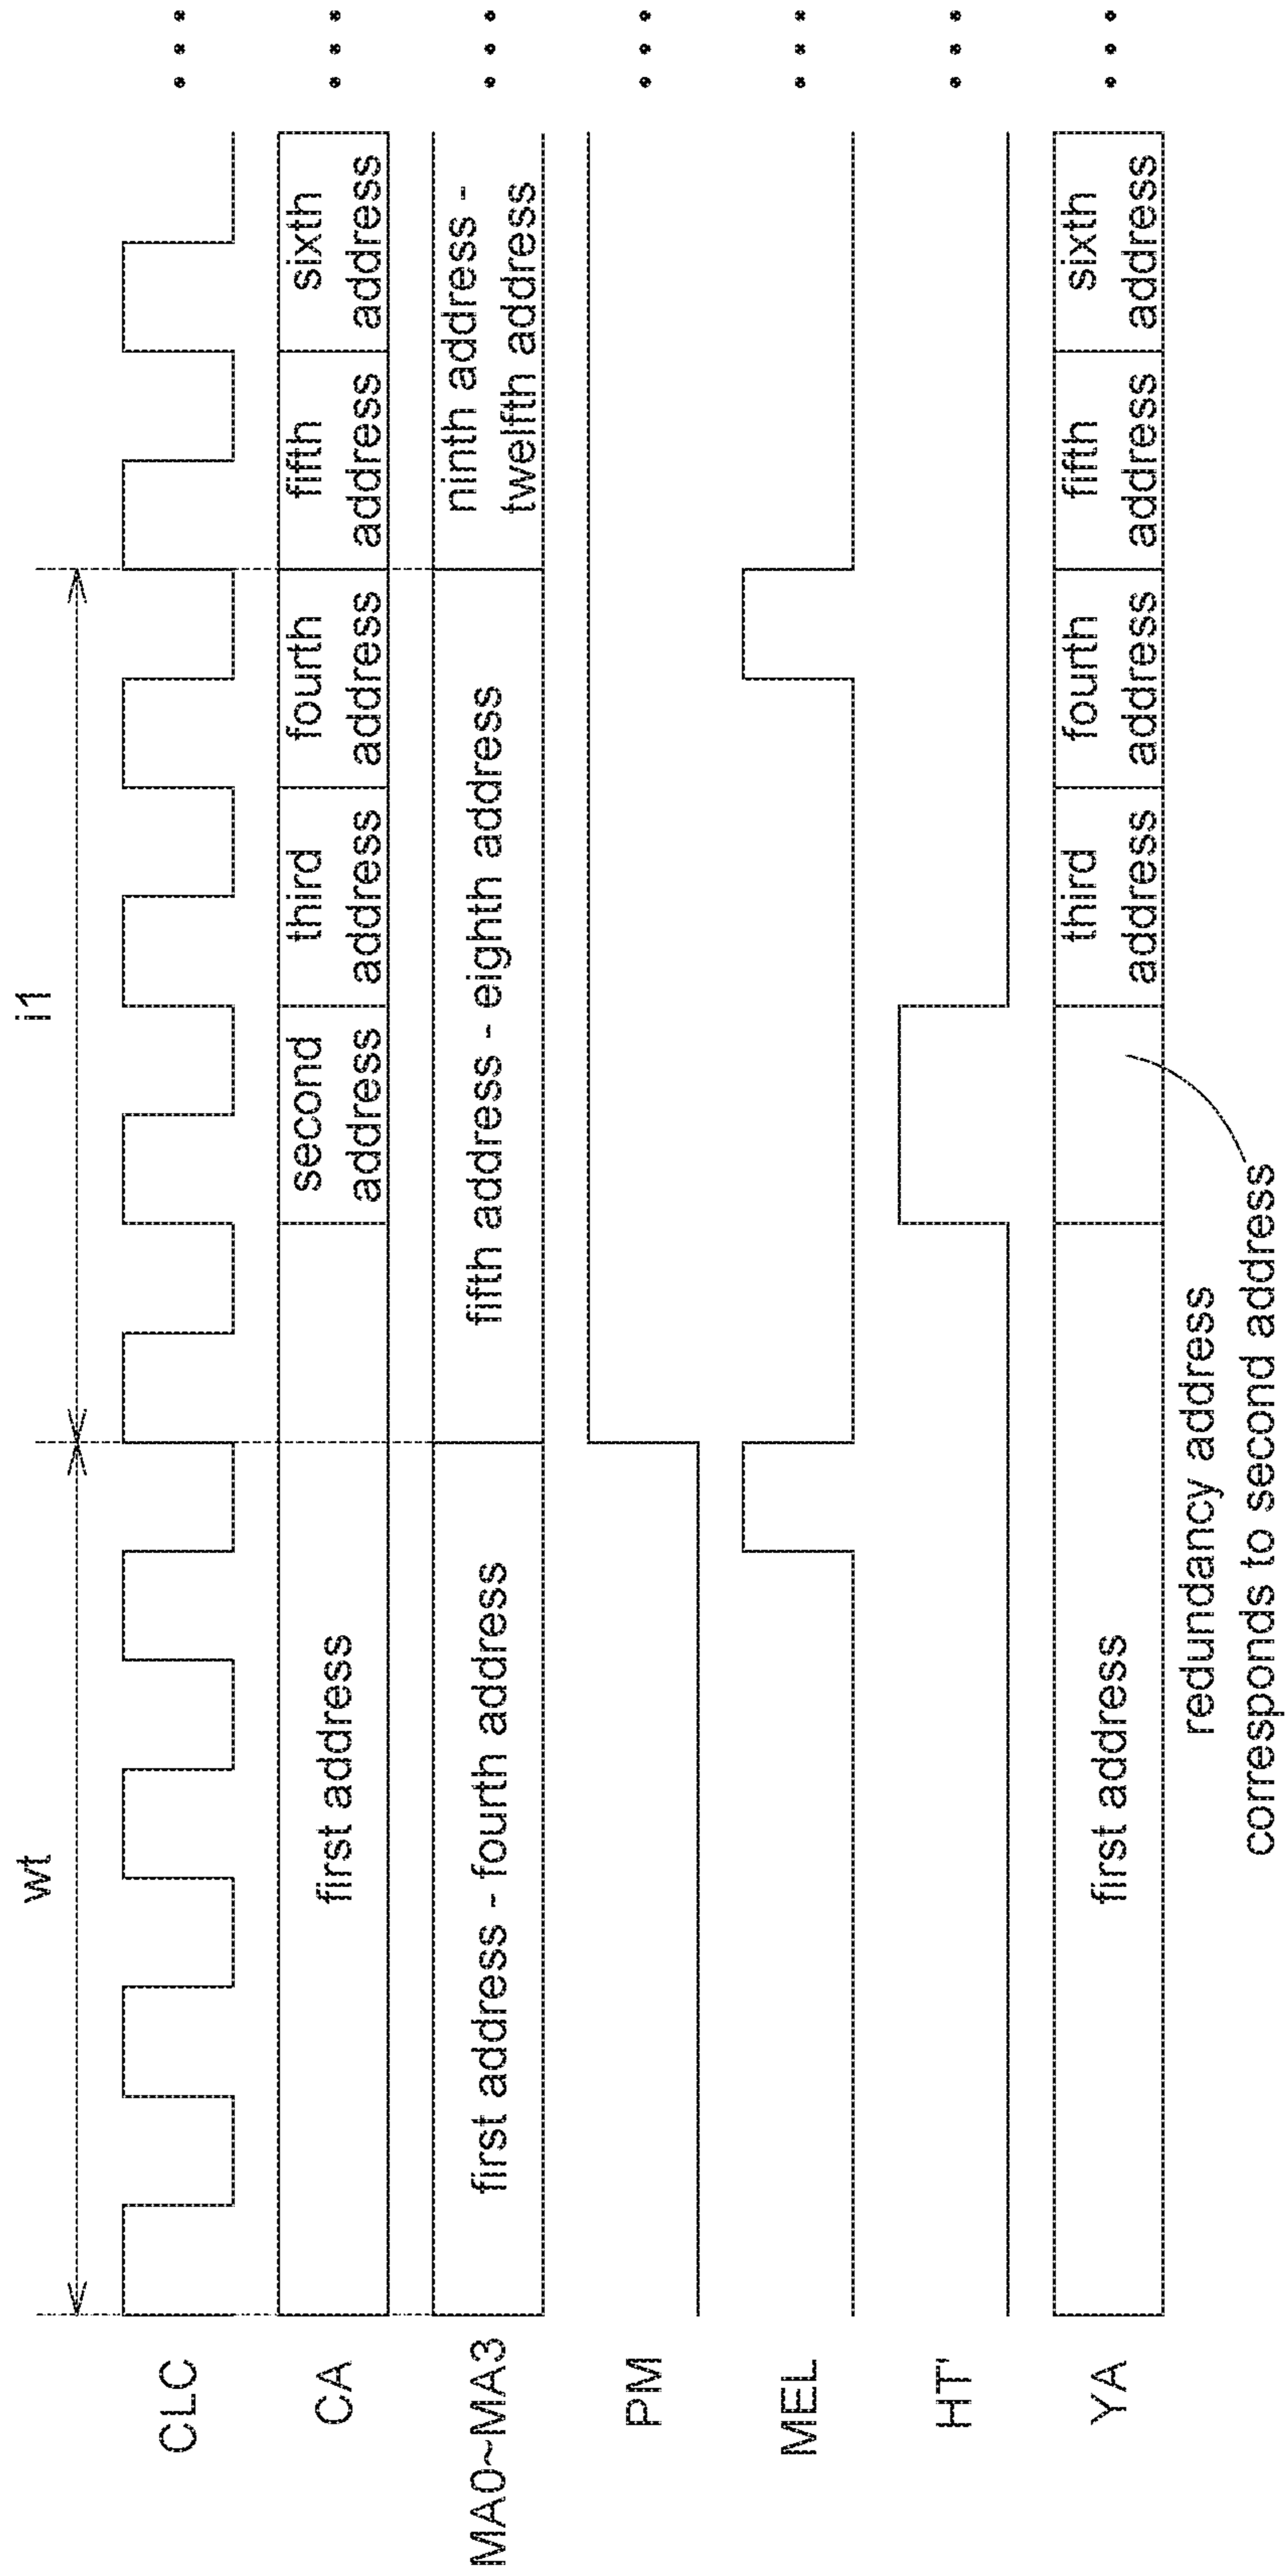 wt
i1
CLC
CA
first address
second
address
third
address
fourth
address
fifth
address
sixth
address
MA0~MA3
first address - fourth address
fifth address - eighth address
ninth address -
twelfth address
PM
MEL
HT'
YA
first address
third
address
fourth
address
fifth
address
sixth
address
redundancy address
corresponds to second address